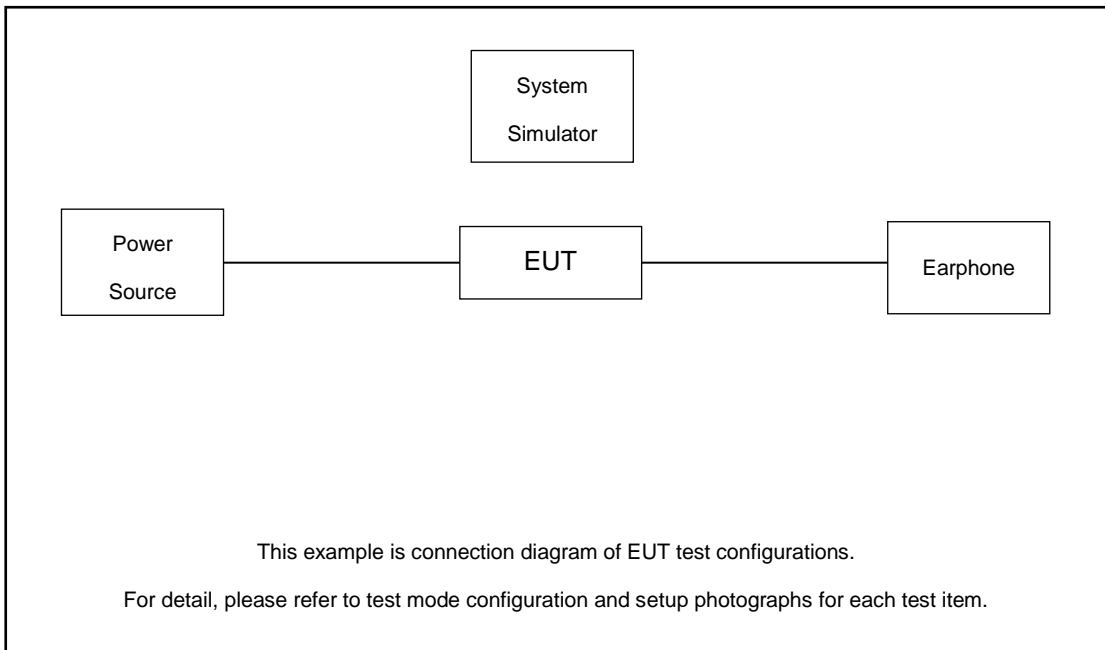 System
Simulator
Power
Source
EUT
Earphone
This example is connection diagram of EUT test configurations.
For detail, please refer to test mode configuration and setup photographs for each test item.